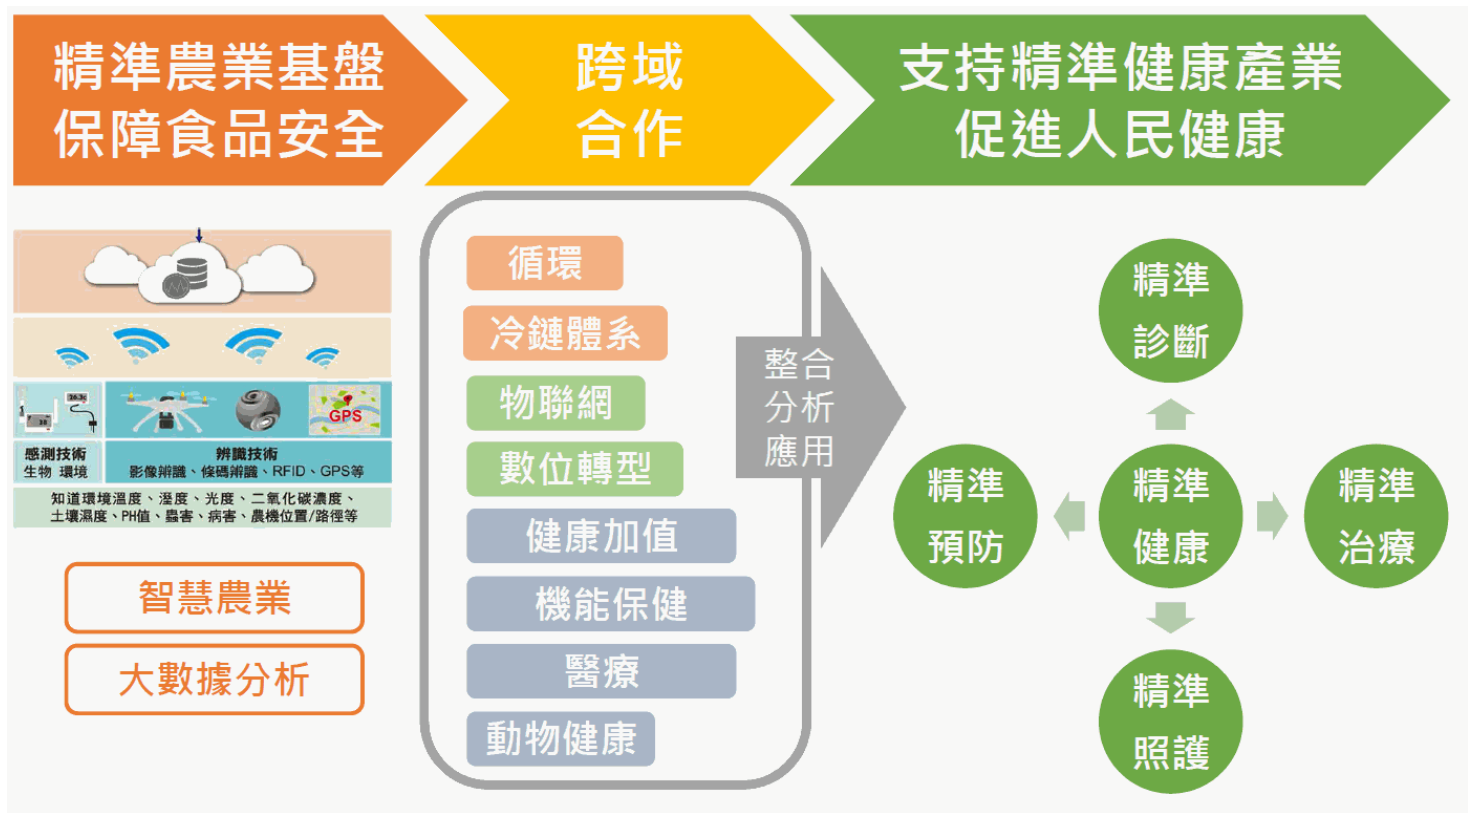 精準農業基盤
保障食品安全
跨域
合作
支持精準健康產業
促進人民健康
26.3c
38
GPS
感測技術
生物 環境
辨識技術
影像辨識、條碼辨識、RFID、GPS等
知道環境溫度、溼度、光度、二氧化碳濃度、
土壤濕度、PH值、蟲害、病害、農機位置/路徑等
智慧農業
大數據分析
循環
冷鏈體系
物聯網
數位轉型
健康加值
機能保健
醫療
動物健康
整合
分析
應用
精準
診斷
精準
預防
精準
健康
精準
治療
精準
照護